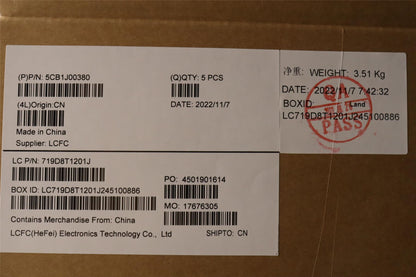 (P)P/N: 5CB1J00380
(Q)QTY: 5 PCS
(4L)Origin:CN
DATE: 2022/11/7
Made in China
Supplier: LCFC
净重: WEIGHT: 3.51 Kg
DATE: 2022/11/7 7:42:32
BOXID: Land
LC719D8T1201J245100886
QA
PASS
LC P/N: 719D8T1201J
PO: 4501901614
BOX ID: LC719D8T1201J245100886
MO: 17676305
Contains Merchandise From: China
LCFC(HeFei) Electronics Technology Co., Ltd
SHIPTO: CN